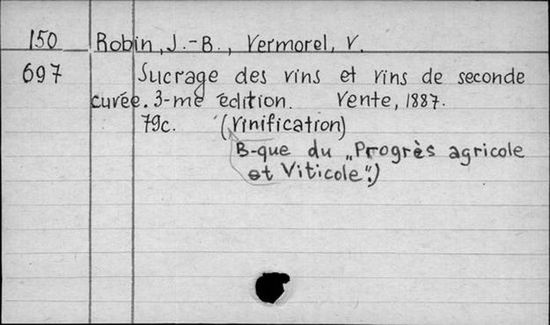 150 Robin, J.-B., Vermorel, V.
697 Sucrage des vins et vins de seconde
cuvée. 3-me édition. Vente, 1887.
79c. (Vinification)
B-que du „Progrès agricole
et Viticole".)